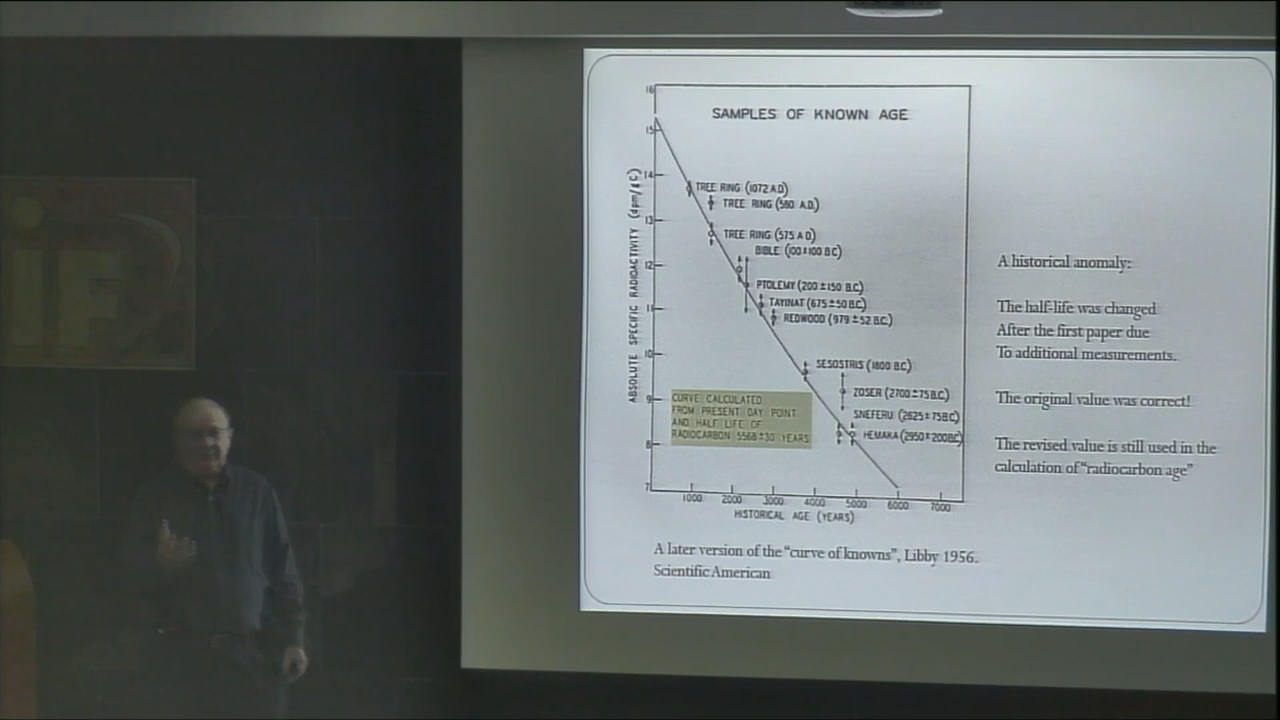 iF
SAMPLES OF KNOWN AGE
16
15
14
13
12
11
10
9
8
7
ABSOLUTE SPECIFIC RADIOACTIVITY (dpm/gC)
TREE RING (1072 A.D)
TREE RING (580 A.D.)
TREE RING (575 A D)
BIBLE (100±100 B.C)
PTOLEMY (200 ±150 B.C)
TAYINAT (675 ±50 B.C)
REDWOOD (979 ±52 B.C.)
SESOSTRIS (1800 B.C)
ZOSER (2700 ±75 B.C)
SNEFERU (2625 ±75 B.C)
HEMAKA (2950 ±200 B.C)
CURVE CALCULATED
FROM PRESENT DAY POINT
AND HALF LIFE OF
RADIOCARBON 5568 ±30 YEARS
1000 2000 3000 4000 5000 6000 7000
HISTORICAL AGE (YEARS)
A later version of the "curve of knowns", Libby 1956.
Scientific American
A historical anomaly:
The half-life was changed
After the first paper due
To additional measurements.
The original value was correct!
The revised value is still used in the
calculation of "radiocarbon age"